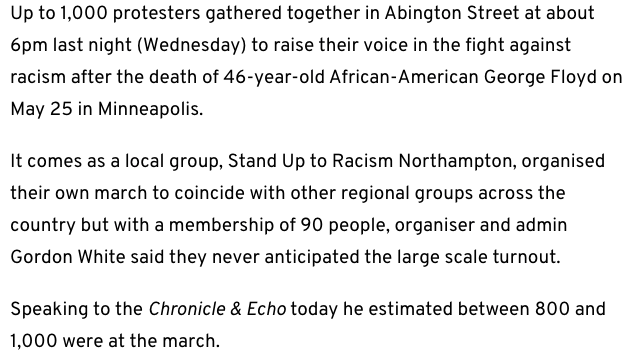 Up to 1,000 protesters gathered together in Abington Street at about
6pm last night (Wednesday) to raise their voice in the fight against
racism after the death of 46-year-old African-American George Floyd on
May 25 in Minneapolis.
It comes as a local group, Stand Up to Racism Northampton, organised
their own march to coincide with other regional groups across the
country but with a membership of 90 people, organiser and admin
Gordon White said they never anticipated the large scale turnout.
Speaking to the Chronicle & Echo today he estimated between 800 and
1,000 were at the march.